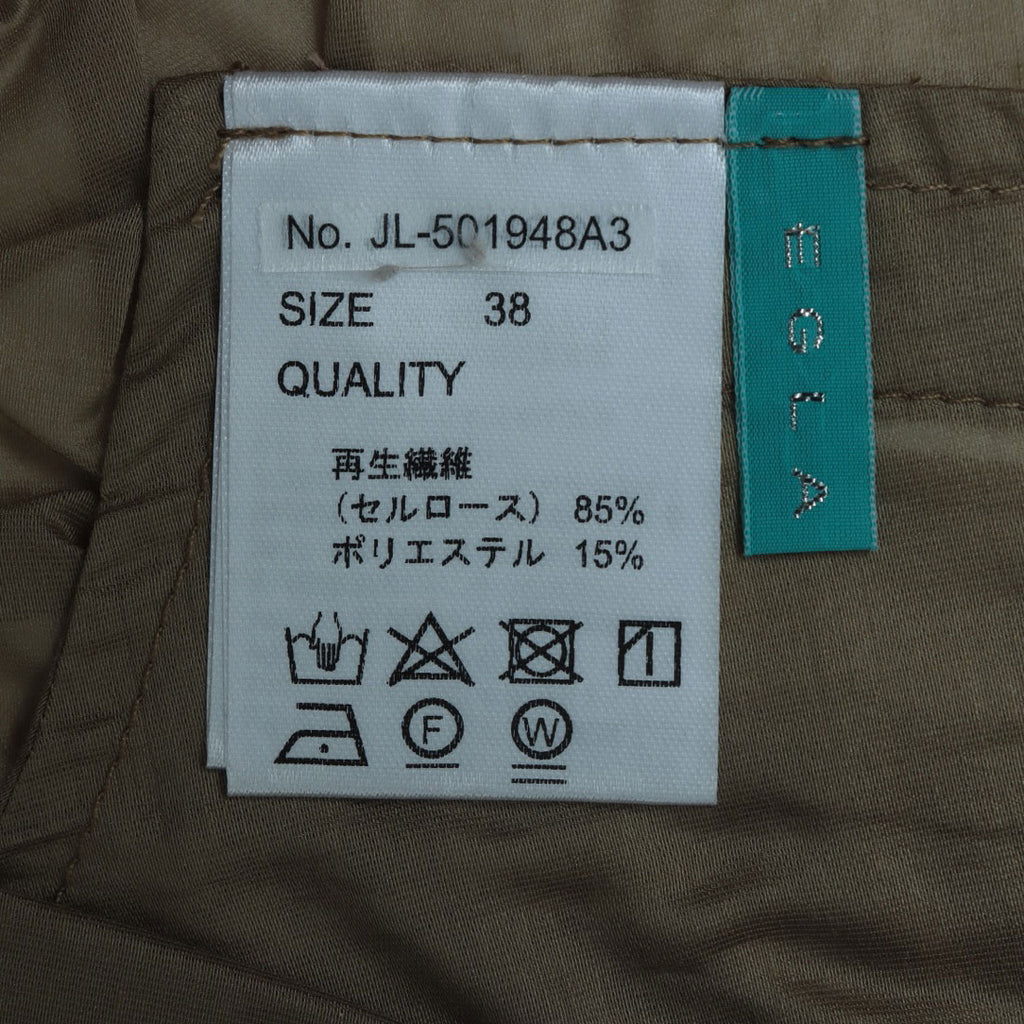 No. JL-501948A3
SIZE 38
QUALITY
再生繊維
(セルロース) 85%
ポリエステル 15%
F W
EGLA